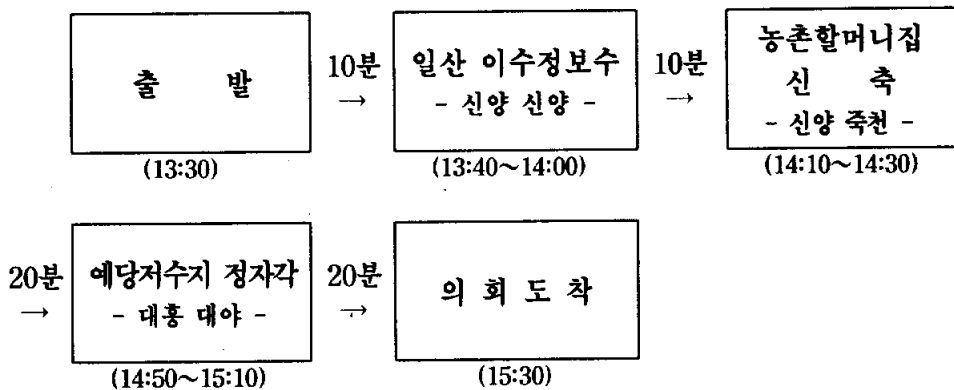 출 발
(13:30)
10분
→
일산 이수정보수
- 신양 신양 -
(13:40～14:00)
10분
→
농촌할머니집
신 축
- 신양 죽천 -
(14:10～14:30)
20분
→
예당저수지 정자각
- 대흥 대야 -
(14:50～15:10)
20분
→
의 회 도 착
(15:30)